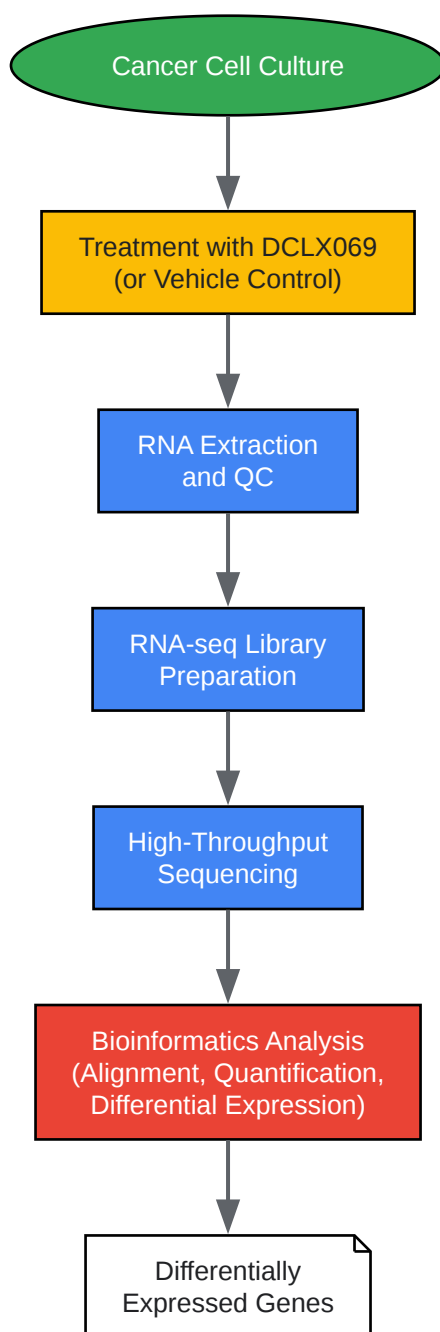 Cancer Cell Culture
Treatment with DCLX069
(or Vehicle Control)
RNA Extraction
and QC
RNA-seq Library
Preparation
High-Throughput
Sequencing
Bioinformatics Analysis
(Alignment, Quantification,
Differential Expression)
Differentially
Expressed Genes